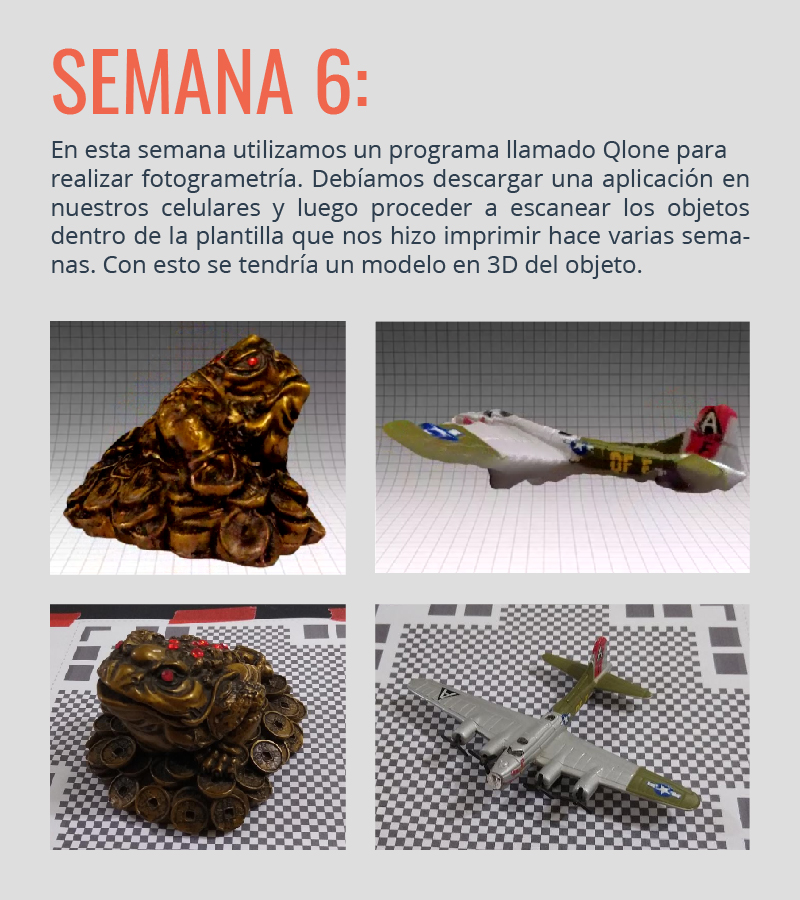 SEMANA 6:
En esta semana utilizamos un programa llamado Qlone para
realizar fotogrametría. Debíamos descargar una aplicación en
nuestros celulares y luego proceder a escanear los objetos
dentro de la plantilla que nos hizo imprimir hace varias sema-
nas. Con esto se tendría un modelo en 3D del objeto.
A